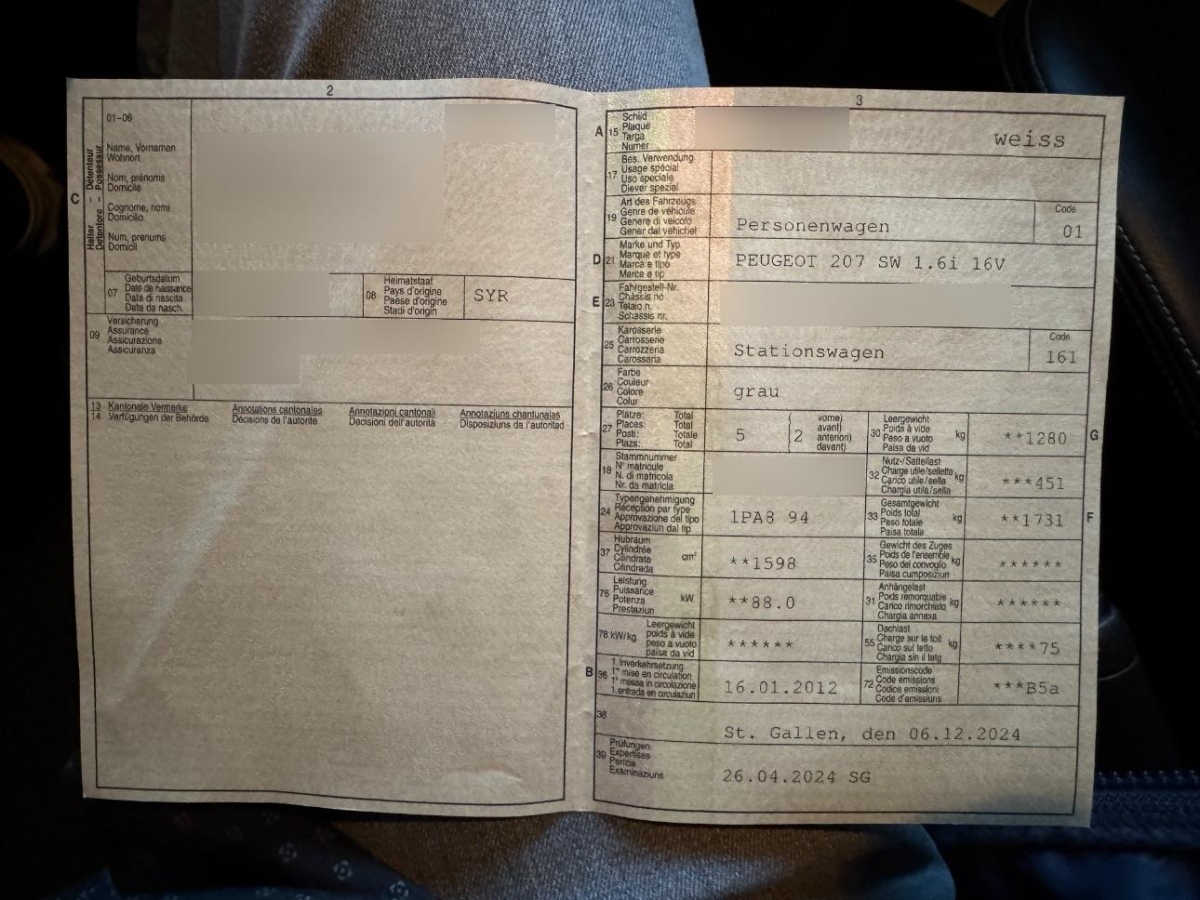 2
01-06
C
Halter – Détenteur
Detentore – Possessur
Name, Vornamen
Wohnort
Nom, prénoms
Domicile
Cognome, nomi
Domicilio
Num, prenums
Domicil
07
Geburtsdatum
Date de naissance
Data di nascita
Data da nasch.
08
Heimatstaat
Pays d'origine
Paese d'origine
Stadi d'origin
SYR
09
Versicherung
Assurance
Assicurazione
Assicuranza
13 Kantonale Vermerke
14 Verfügungen der Behörde
Annotations cantonales
Décisions de l'autorité
Annotazioni cantonali
Decisioni dell'autorità
Annotaziuns chantunalas
Disposiziuns da l'autoritad
3
A 15
Schild
Plaque
Targa
Numer
weiss
17
Bes. Verwendung
Usage spécial
Uso speciale
Diever spezial
19
Art des Fahrzeugs
Genre de véhicule
Genere di veicolo
Gener dal vehichel
Personenwagen
Code
01
D 21
Marke und Typ
Marque et type
Marca e tipo
Marca e tip
PEUGEOT 207 SW 1.6i 16V
E 23
Fahrgestell-Nr.
Châssis no
Telaio n.
Schassis nr.
25
Karosserie
Carrosserie
Carrozzeria
Carossaria
Stationswagen
Code
161
26
Farbe
Couleur
Colore
Colur
grau
27
Plätze: Total
Places: Total
Posti: Totale
Plazs: Total
5
(2
vorne)
avant)
anteriori)
davant)
30
Leergewicht
Poids à vide
Peso a vuoto
Paisa da vid
kg
**1280
G
18
Stammnummer
N° matricule
N. di matricola
Nr. da matricla
32
Nutz-/Sattellast
Charge utile/sellette
Carico utile/sella
Chargia utila/sella
kg
***451
24
Typengenehmigung
Réception par type
Approvazione del tipo
Approvaziun dal tip
1PA8 94
33
Gesamtgewicht
Poids total
Peso totale
Paisa totala
kg
**1731
F
37
Hubraum
Cylindrée
Cilindrata
Cilindrada
cm³
**1598
35
Gewicht des Zuges
Poids de l'ensemble
Peso del convoglio
Paisa cumposiziun
kg
******
76
Leistung
Puissance
Potenza
Prestaziun
kW
**88.0
31
Anhängelast
Poids remorquable
Carico rimorchiato
Chargia annexa
kg
******
78 kW/kg
Leergewicht
poids à vide
peso a vuoto
paisa da vid
******
55
Dachlast
Charge sur le toit
Carico sul tetto
Chargia sin il tetg
kg
****75
B 36
1. Inverkehrsetzung
1re mise en circulation
1a messa in circolazione
1. entrada en circulaziun
16.01.2012
72
Emissionscode
Code émissions
Codice emissioni
Code d'emissiuns
***B5a
38
St. Gallen, den 06.12.2024
39
Prüfungen
Expertises
Perizie
Examinaziuns
26.04.2024 SG